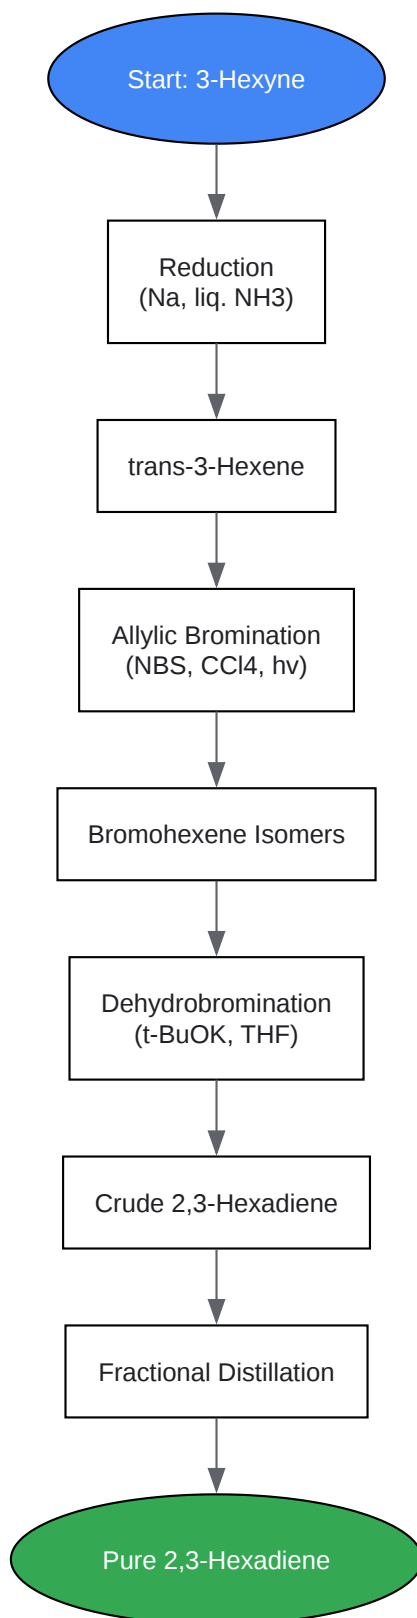 Start: 3-Hexyne
Reduction
(Na, liq. NH3)
trans-3-Hexene
Allylic Bromination
(NBS, CCl4, hv)
Bromohexene Isomers
Dehydrobromination
(t-BuOK, THF)
Crude 2,3-Hexadiene
Fractional Distillation
Pure 2,3-Hexadiene